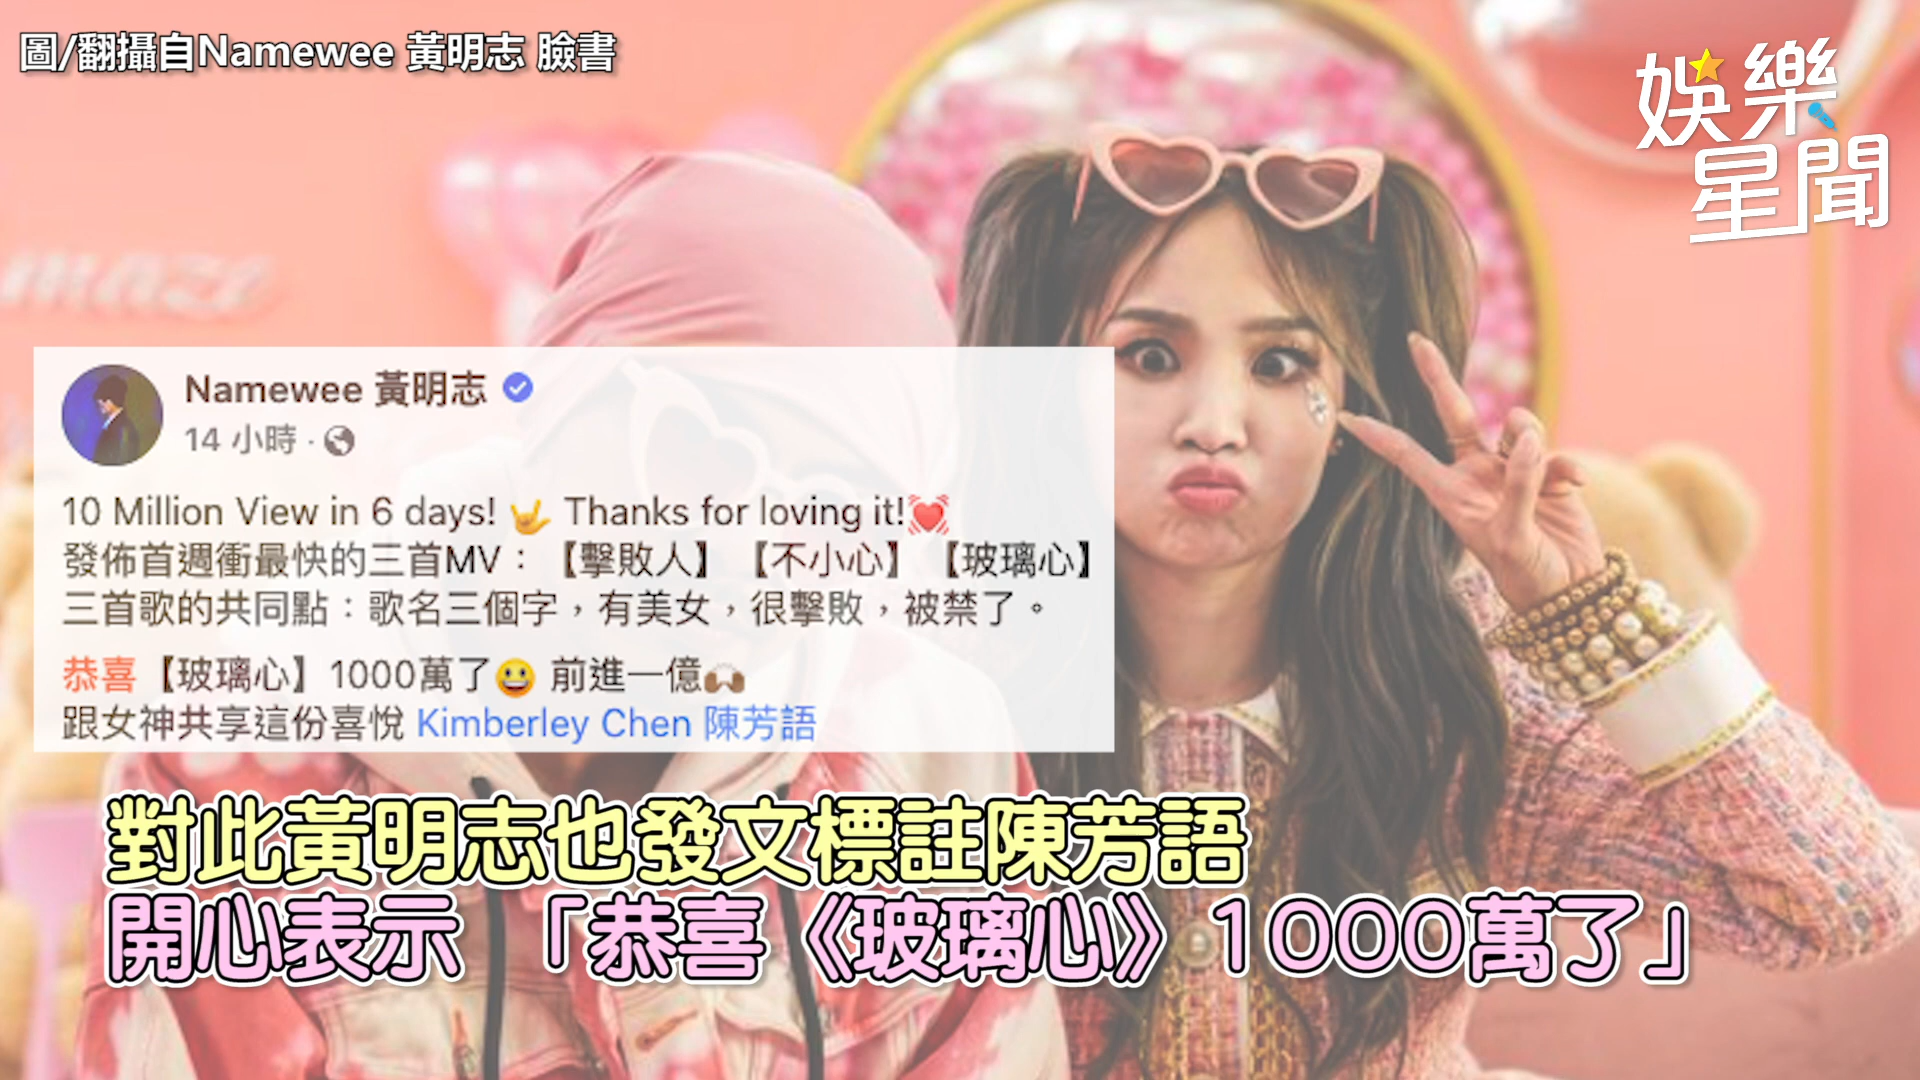 圖/翻攝自Namewee 黃明志 臉書
娛樂
星聞
Namewee 黃明志
14 小時 ·
10 Million View in 6 days! 🤟 Thanks for loving it!💓
發佈首週衝最快的三首MV：【擊敗人】【不小心】【玻璃心】
三首歌的共同點：歌名三個字，有美女，很擊敗，被禁了。
恭喜【玻璃心】1000萬了😀 前進一億🙌🏾
跟女神共享這份喜悅 Kimberley Chen 陳芳語
對此黃明志也發文標註陳芳語
開心表示 「恭喜《玻璃心》1000萬了」